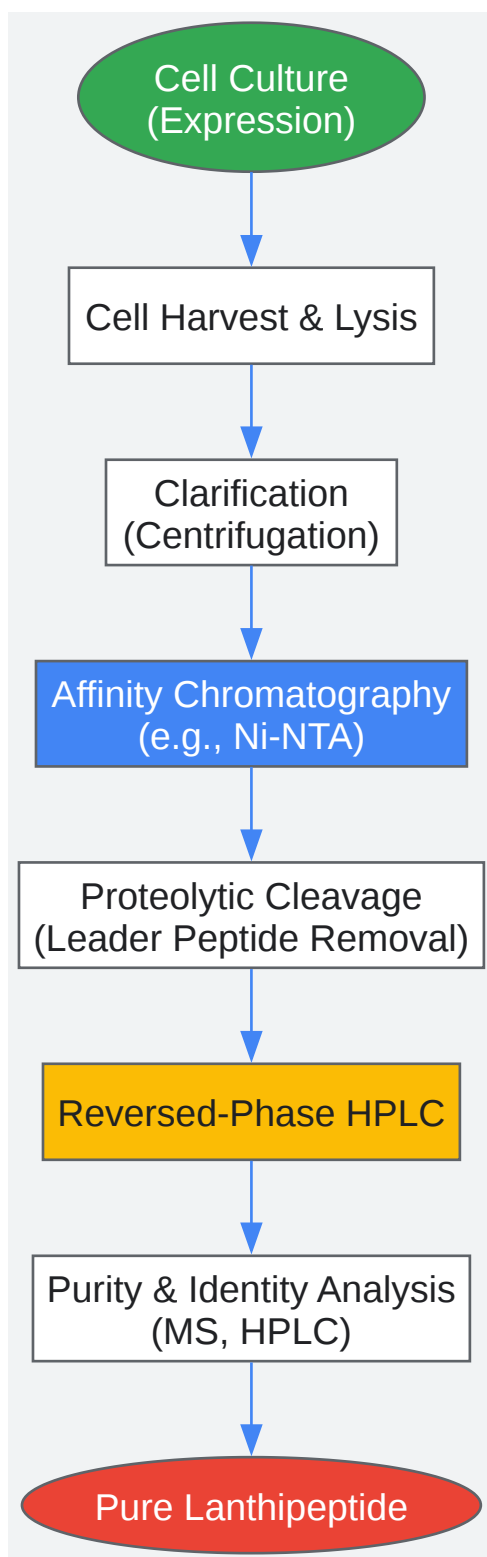 Cell Culture
(Expression)
Cell Harvest & Lysis
Clarification
(Centrifugation)
Affinity Chromatography
(e.g., Ni-NTA)
Proteolytic Cleavage
(Leader Peptide Removal)
Reversed-Phase HPLC
Purity & Identity Analysis
(MS, HPLC)
Pure Lanthipeptide